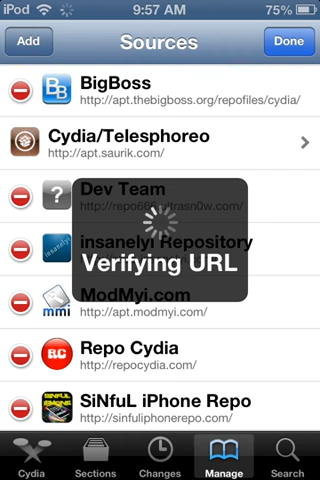 iPod 9:57 AM 75%
Add Sources Done
BigBoss
http://apt.thebigboss.org/repofiles/cydia/
Cydia/Telesphoreo
http://apt.saurik.com/
Dev Team
http://repo666.ultrasn0w.com/
insanelyi Repository
Verifying URL
ModMyi.com
http://apt.modmyi.com/
Repo Cydia
http://repocydia.com/
SiNfuL iPhone Repo
http://sinfuliphonerepo.com/
Cydia Sections Changes Manage Search